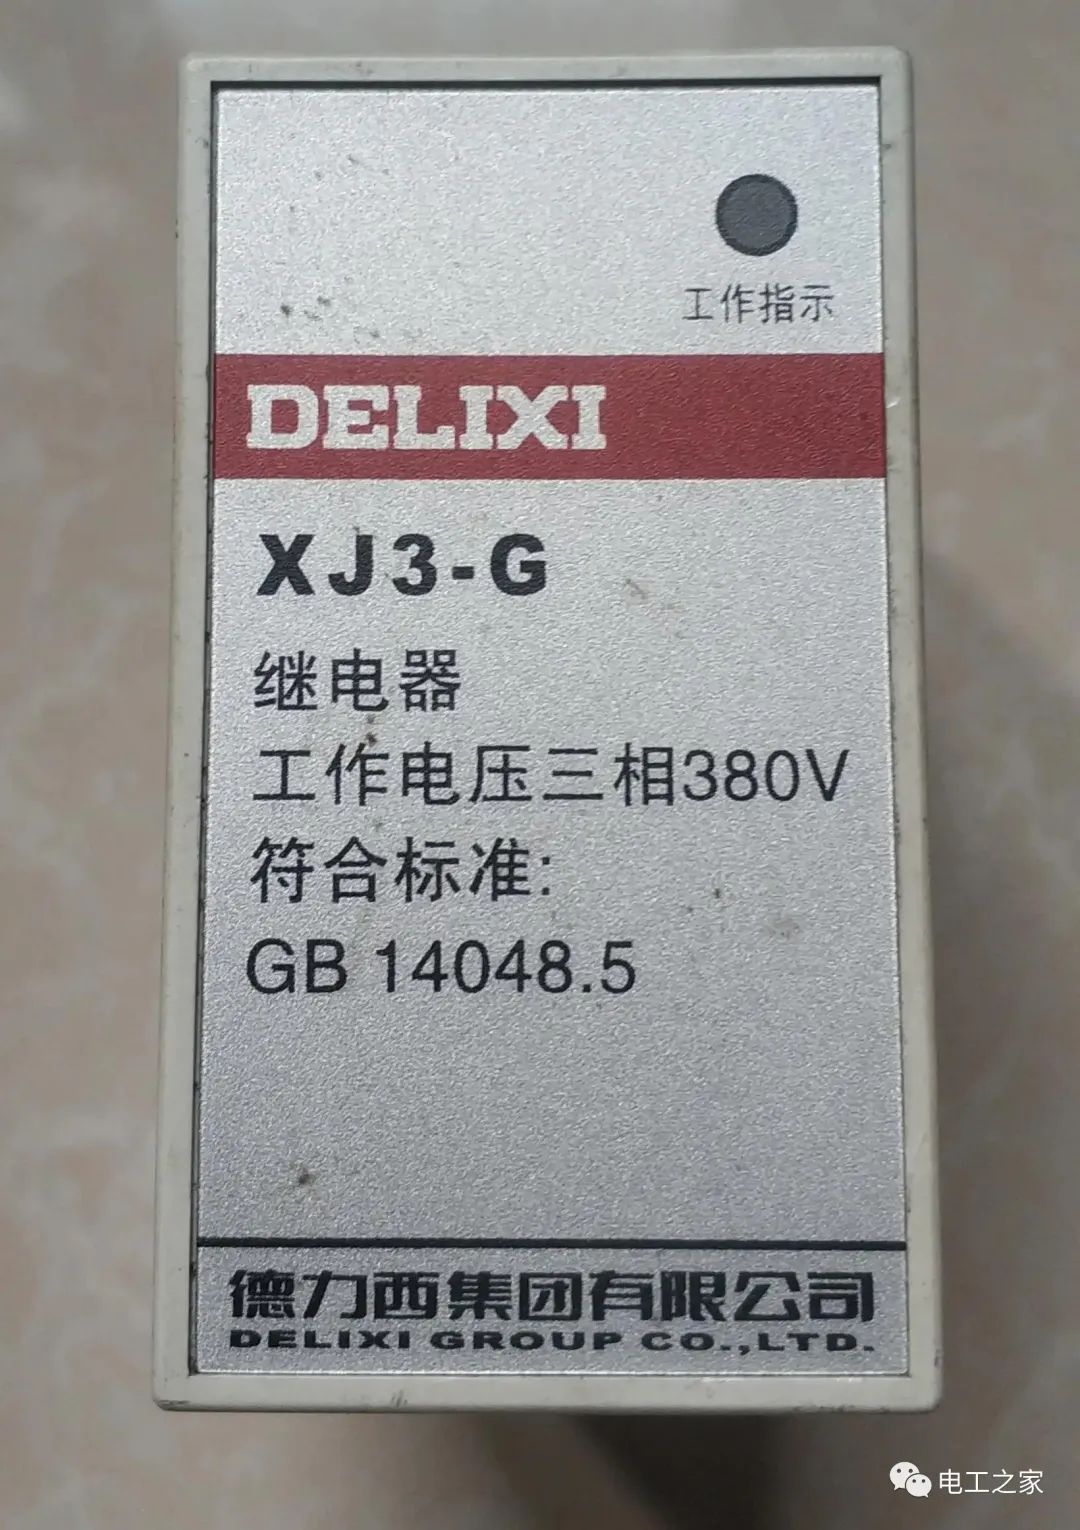 工作指示
DELIXI
XJ3-G
继电器
工作电压三相380V
符合标准:
GB 14048.5
德力西集团有限公司
DELIXI GROUP CO.,LTD.
电工之家